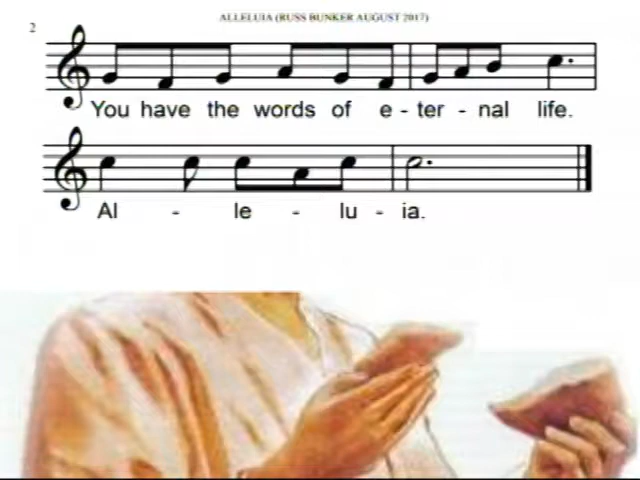 ALLELUIA (RUSS BUNKER AUGUST 2017)
2
You have the words of e - ter - nal life.
Al - le - lu - ia.